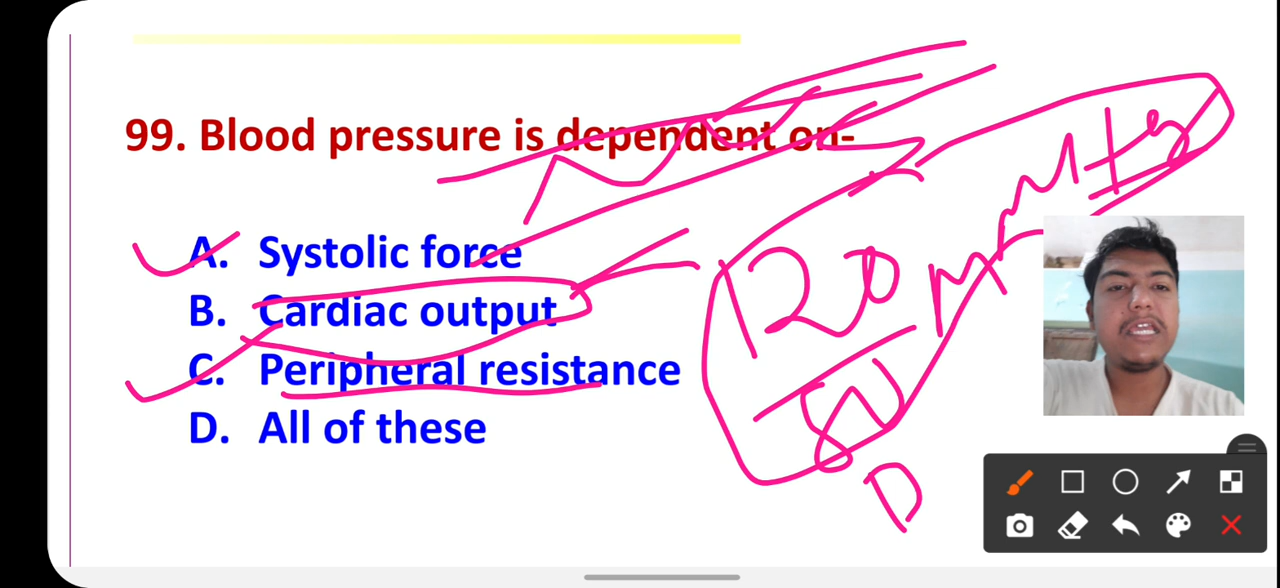 99. Blood pressure is dependent on-
A. Systolic force
B. Cardiac output
C. Peripheral resistance
D. All of these
120
80
mmHg
D